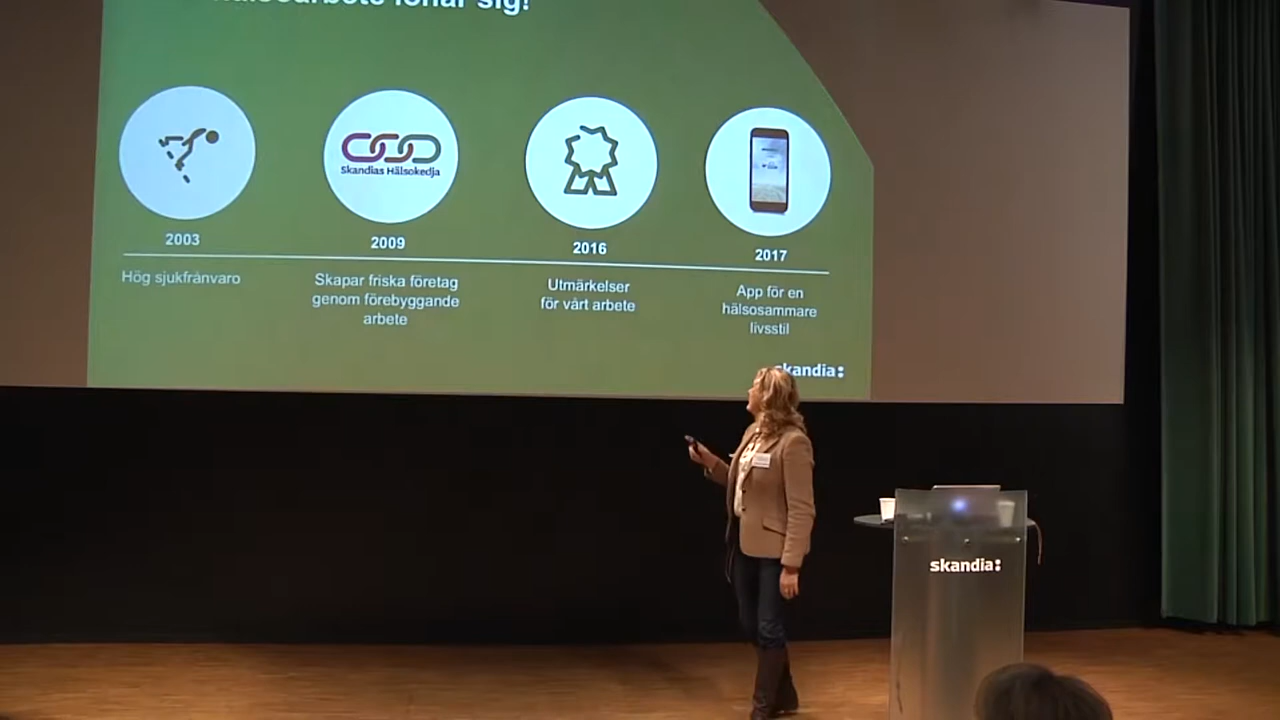 sig!
Skandias Hälsokedja
2003
2009
2016
2017
Hög sjukfrånvaro
Skapar friska företag
genom förebyggande
arbete
Utmärkelser
för vårt arbete
App för en
hälsosammare
livsstil
skandia:
skandia: